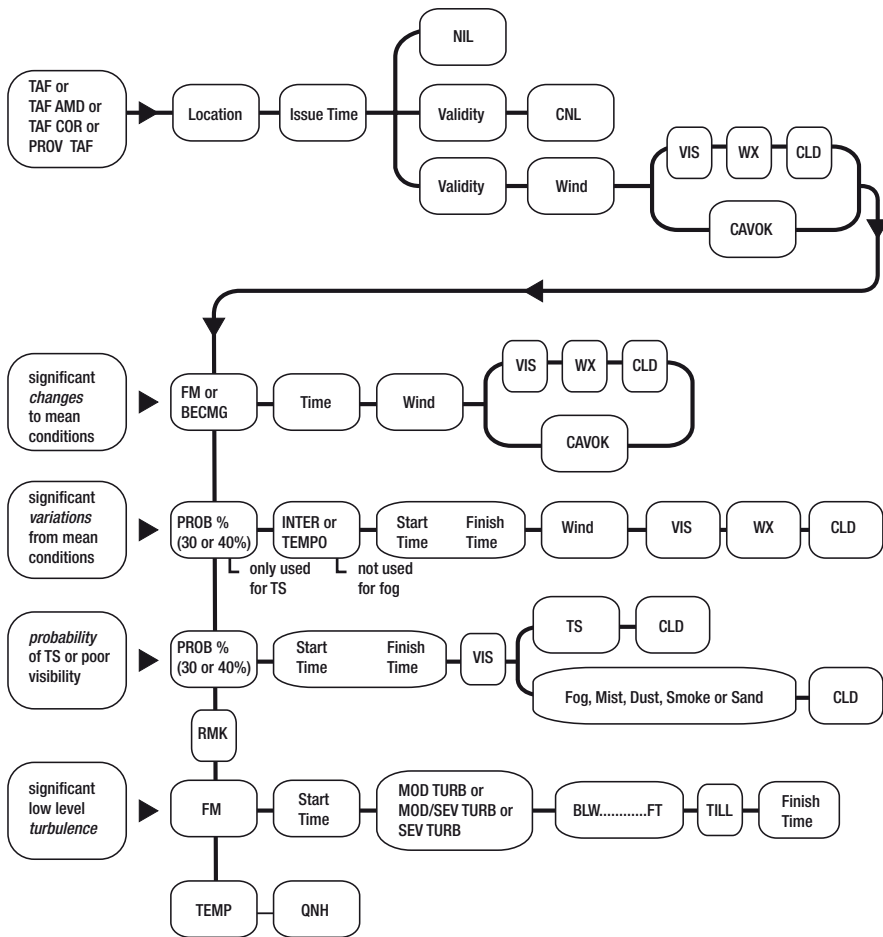 NIL
TAF or
TAF AMD or
TAF COR or
PROV TAF
Location
Issue Time
Validity
CNL
Validity
Wind
VIS
WX
CLD
CAVOK
significant
changes
to mean
conditions
FM or
BECMG
Time
Wind
VIS
WX
CLD
CAVOK
significant
variations
from mean
conditions
PROB %
(30 or 40%)
only used
for TS
INTER or
TEMPO
not used
for fog
Start
Time
Finish
Time
Wind
VIS
WX
CLD
probability
of TS or poor
visibility
PROB %
(30 or 40%)
Start
Time
Finish
Time
VIS
TS
CLD
Fog, Mist, Dust, Smoke or Sand
CLD
RMK
significant
low level
turbulence
FM
Start
Time
MOD TURB or
MOD/SEV TURB or
SEV TURB
BLW............FT
TILL
Finish
Time
TEMP
QNH